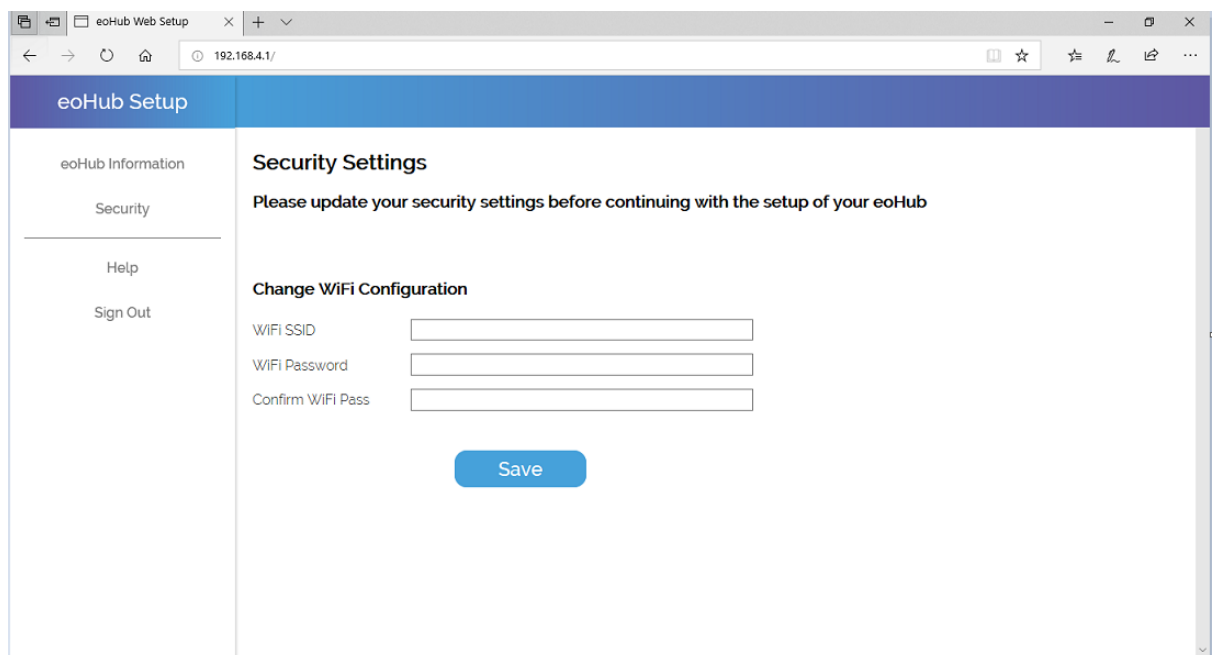 eoHub Web Setup
192.168.4.1/
eoHub Setup
eoHub Information
Security
Help
Sign Out
Security Settings
Please update your security settings before continuing with the setup of your eoHub
Change WiFi Configuration
WiFi SSID
WiFi Password
Confirm WiFi Pass
Save